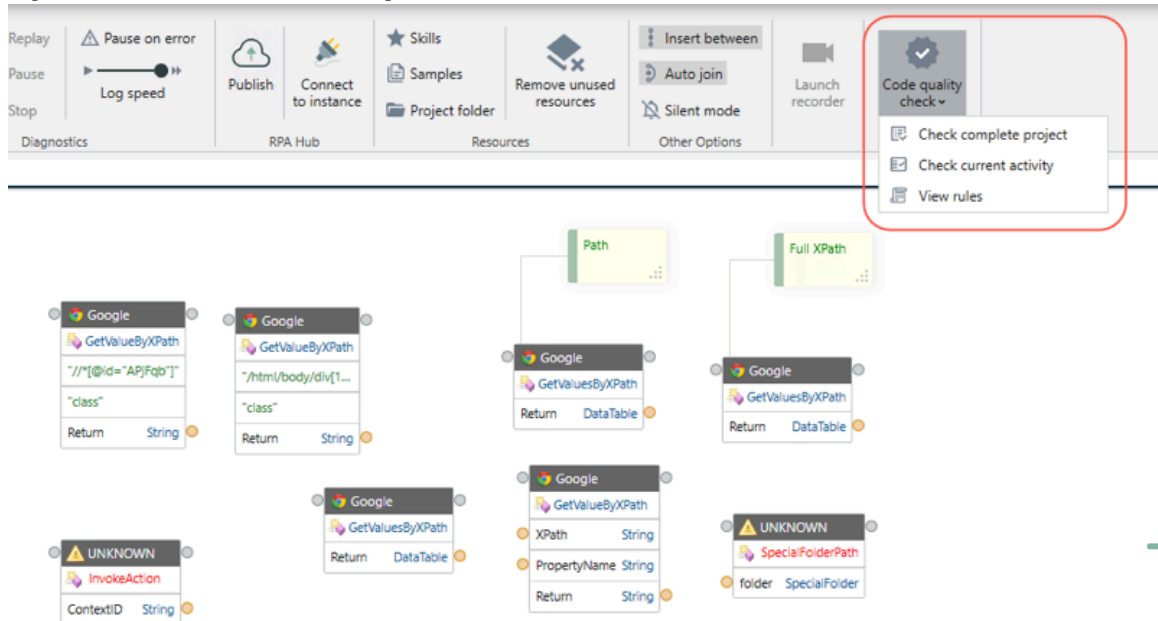 Replay
Pause
Stop
Pause on error
Log speed
Diagnostics
Publish
Connect
to instance
RPA Hub
Skills
Samples
Project folder
Remove unused
resources
Resources
Insert between
Auto join
Silent mode
Other Options
Launch
recorder
Code quality
check
Check complete project
Check current activity
View rules
Path
Full XPath
Google
GetValueByXPath
"//*[@id="APjFqb"]"
"class"
Return String
Google
GetValueByXPath
"/html/body/div[1...
"class"
Return String
Google
GetValuesByXPath
Return DataTable
Google
GetValuesByXPath
Return DataTable
Google
GetValuesByXPath
Return DataTable
Google
GetValueByXPath
XPath String
PropertyName String
Return String
UNKNOWN
SpecialFolderPath
folder SpecialFolder
UNKNOWN
InvokeAction
ContextID String